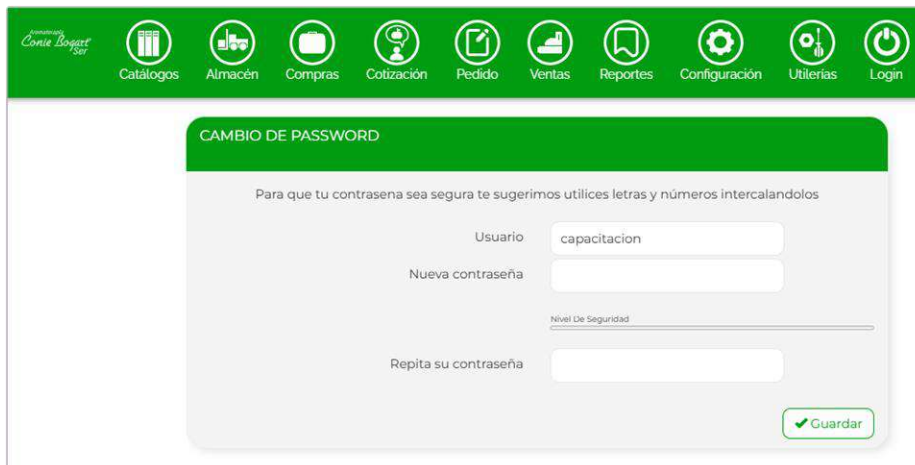 Aromaterapia
Conie Bogart
Sor
Catálogos Almacén Compras Cotización Pedido Ventas Reportes Configuración Utilerías Login
CAMBIO DE PASSWORD
Para que tu contrasena sea segura te sugerimos utilices letras y números intercalandolos
Usuario capacitacion
Nueva contraseña
Nivel De Seguridad
Repita su contraseña
Guardar